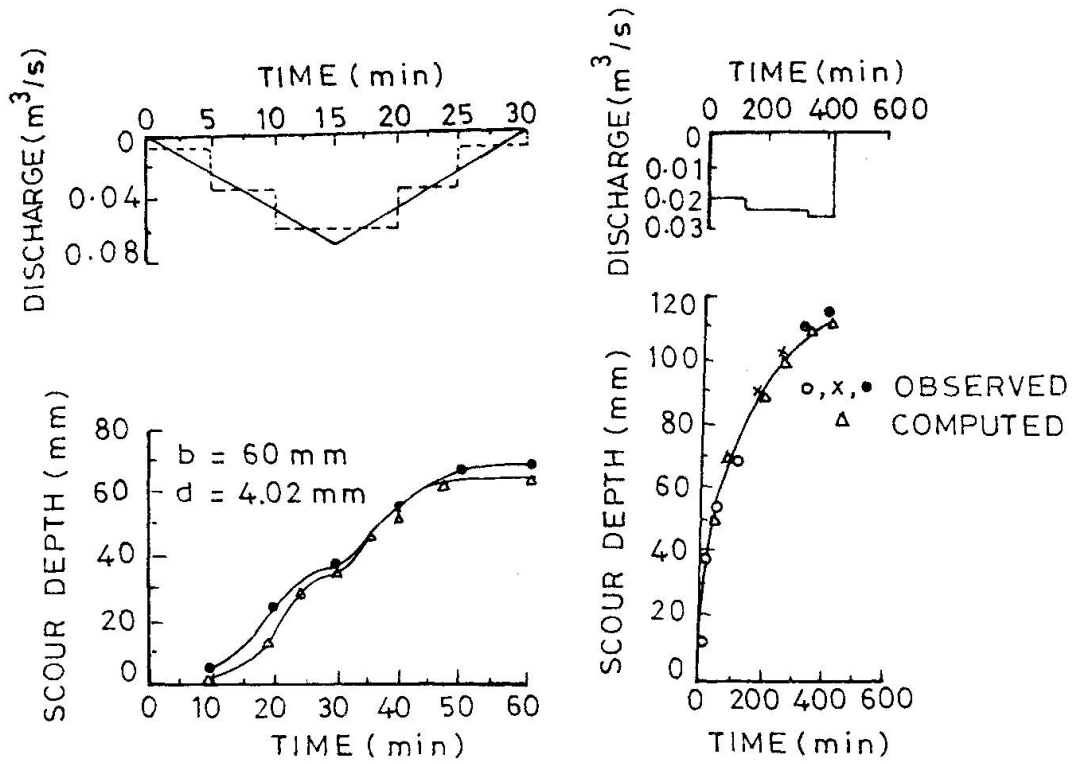 TIME (min)
0 5 10 15 20 25 30
DISCHARGE (m³/s)
0
0.04
0.08
TIME (min)
0 200 400 600
DISCHARGE (m³/s)
0
0.01
0.02
0.03
SCOUR DEPTH (mm)
80
60
40
20
0
b = 60 mm
d = 4.02 mm
0 10 20 30 40 50 60
TIME (min)
SCOUR DEPTH (mm)
120
100
80
60
40
20
0
o, x, • OBSERVED
Δ COMPUTED
0 200 400 600
TIME (min)